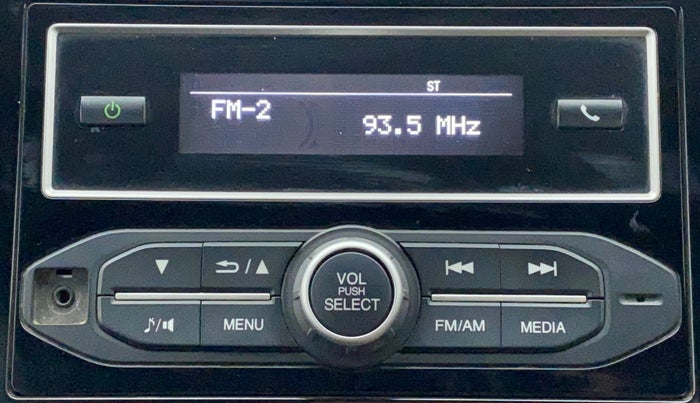 ST
FM-2
93.5 MHz
VOL
PUSH
SELECT
MENU
FM/AM
MEDIA